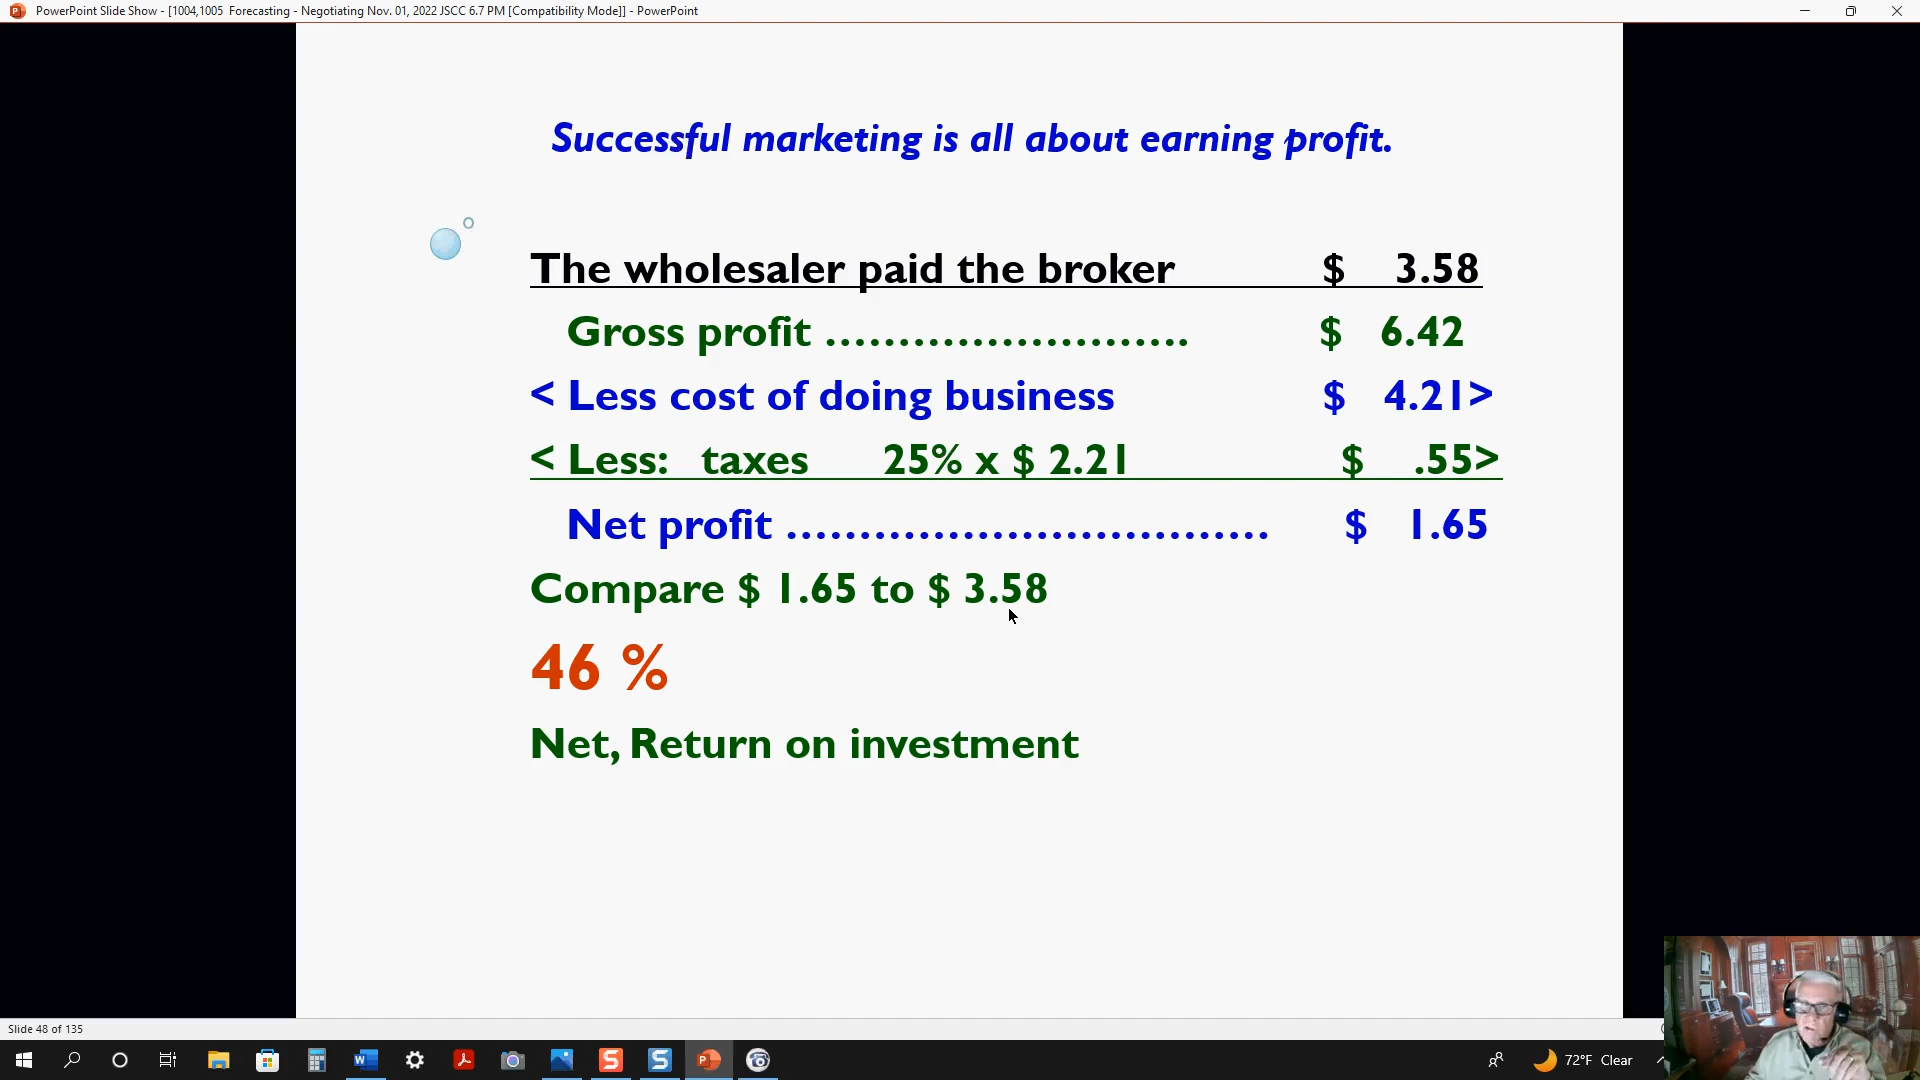 PowerPoint Slide Show - [1004,1005 Forecasting - Negotiating Nov. 01, 2022 JSCC 6.7 PM [Compatibility Mode]] - PowerPoint
Successful marketing is all about earning profit.
The wholesaler paid the broker $ 3.58
Gross profit ......................... $ 6.42
< Less cost of doing business $ 4.21>
< Less: taxes 25% x $ 2.21 $ .55>
Net profit ................................. $ 1.65
Compare $ 1.65 to $ 3.58
46 %
Net, Return on investment
Slide 48 of 135
72°F Clear